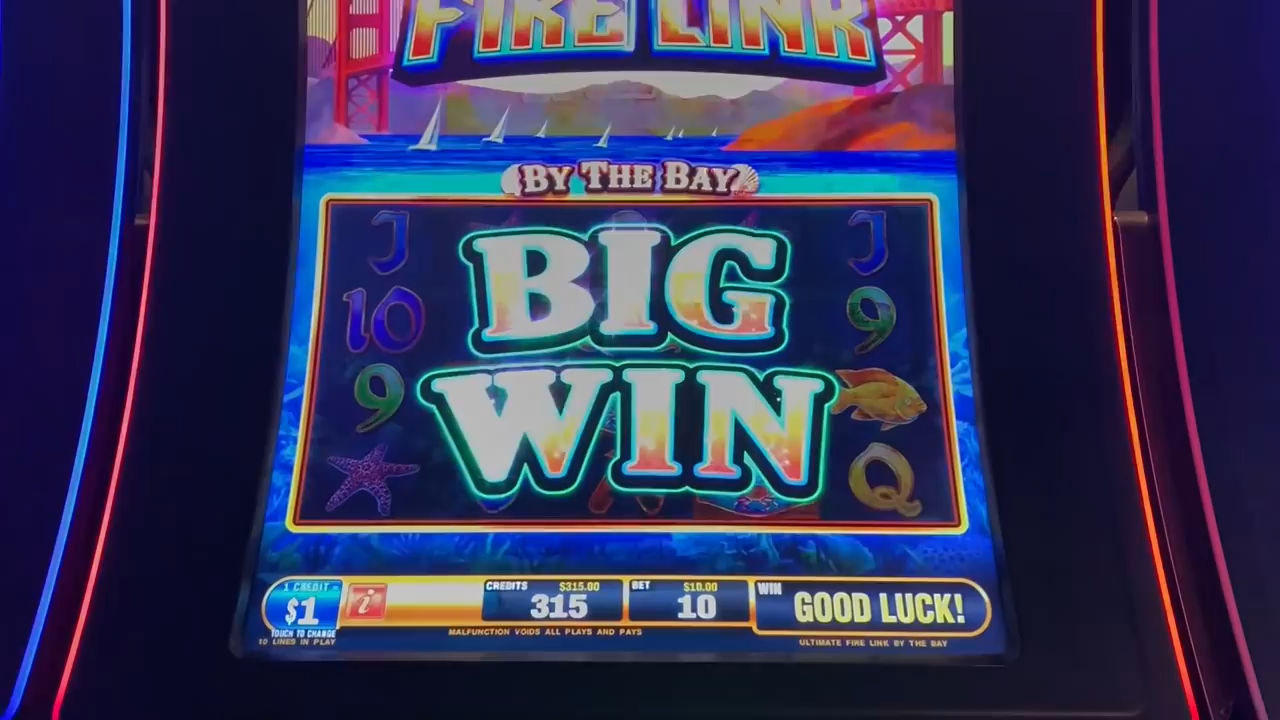 FIRE LINK
BY THE BAY
J
J
10
9
9
Q
BIG
WIN
1 CREDIT =
$1
TOUCH TO CHANGE
10 LINES IN PLAY
i
CREDITS $315.00
315
BET $10.00
10
WIN
GOOD LUCK!
MALFUNCTION VOIDS ALL PLAYS AND PAYS
ULTIMATE FIRE LINK BY THE BAY